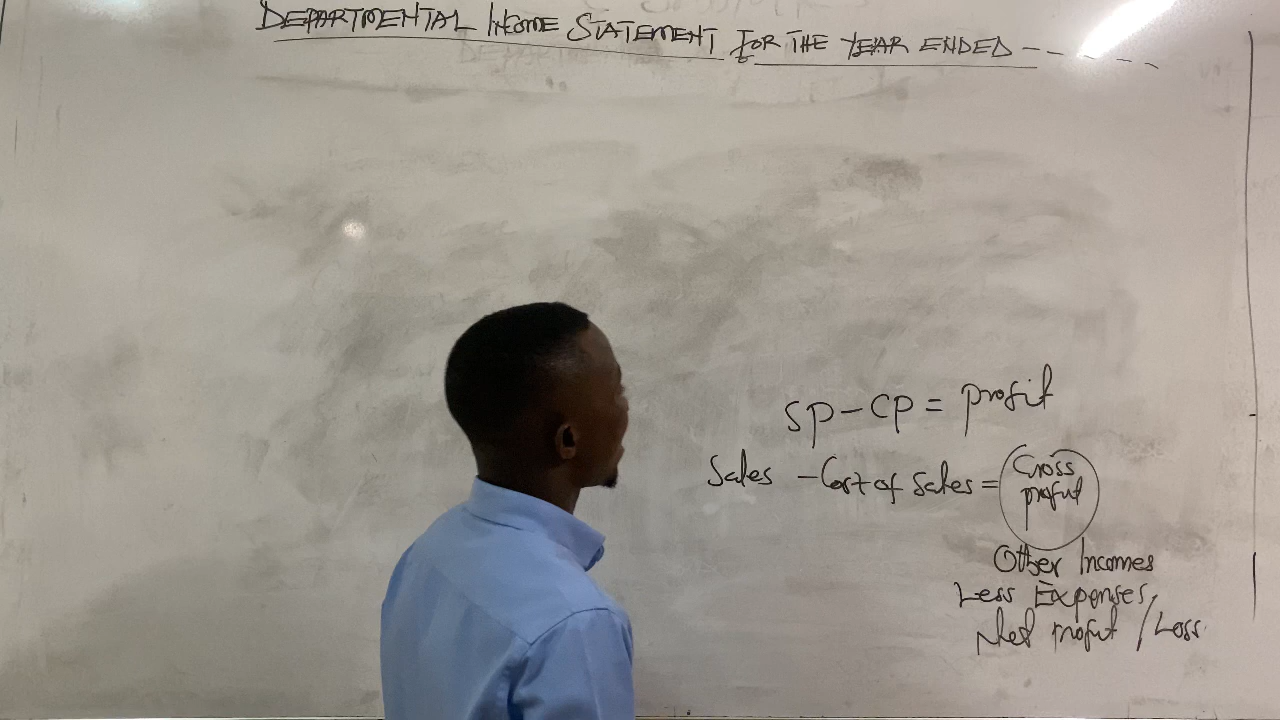 DEPARTMENTAL INCOME STATEMENT FOR THE YEAR ENDED -----
SP - CP = profit
Sales - Cost of Sales = Gross profit
Other Incomes
Less Expenses,
Net profit / Loss